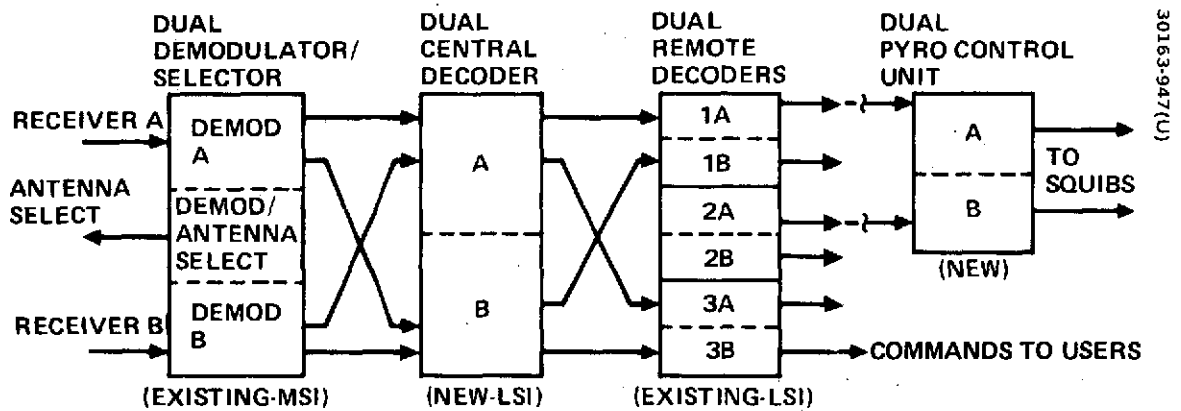 DUAL
DEMODULATOR/
SELECTOR
DUAL
CENTRAL
DECODER
DUAL
REMOTE
DECODERS
DUAL
PYRO CONTROL
UNIT
30163-947(U)
RECEIVER A
DEMOD
A
ANTENNA
SELECT
DEMOD/
ANTENNA
SELECT
RECEIVER B
DEMOD
B
(EXISTING-MSI)
A
B
(NEW-LSI)
1A
1B
2A
2B
3A
3B
(EXISTING-LSI)
A
B
(NEW)
TO
SQUIBS
COMMANDS TO USERS